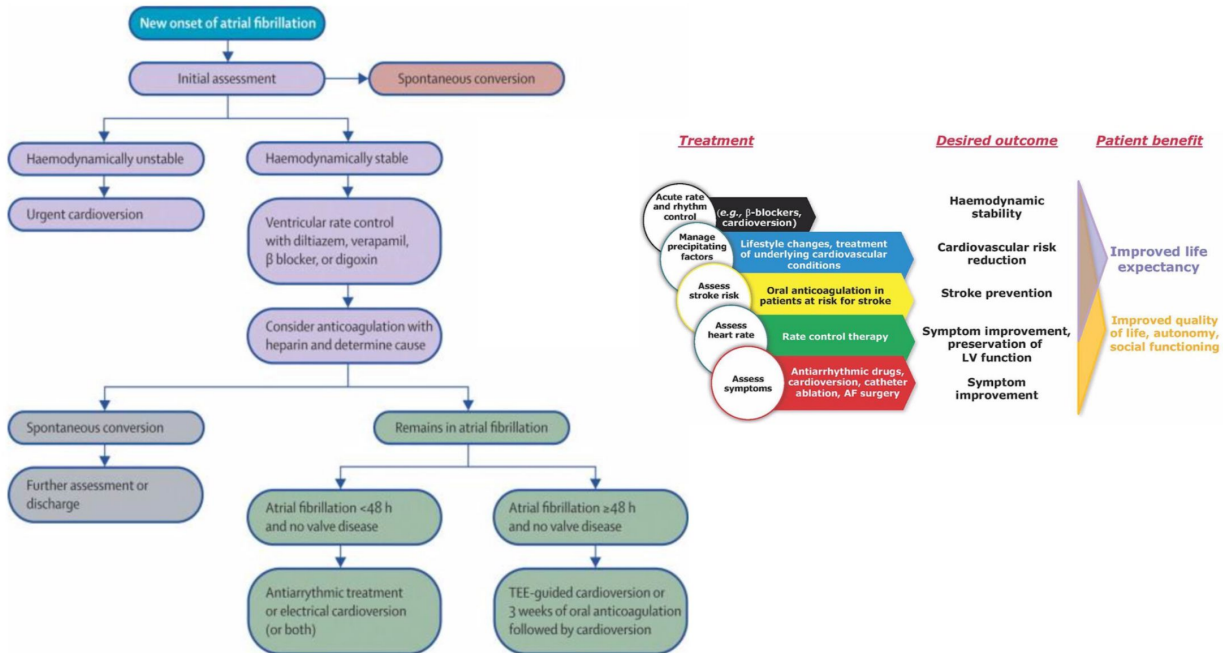 New onset of atrial fibrillation
Initial assessment
Spontaneous conversion
Haemodynamically unstable
Haemodynamically stable
Urgent cardioversion
Ventricular rate control
with diltiazem, verapamil,
β blocker, or digoxin
Consider anticoagulation with
heparin and determine cause
Spontaneous conversion
Remains in atrial fibrillation
Further assessment or
discharge
Atrial fibrillation <48 h
and no valve disease
Atrial fibrillation ≥48 h
and no valve disease
Antiarrythmic treatment
or electrical cardioversion
(or both)
TEE-guided cardioversion or
3 weeks of oral anticoagulation
followed by cardioversion
Treatment
Desired outcome
Patient benefit
Acute rate
and rhythm
control
(e.g., β-blockers,
cardioversion)
Haemodynamic
stability
Manage
precipitating
factors
Lifestyle changes, treatment
of underlying cardiovascular
conditions
Cardiovascular risk
reduction
Assess
stroke risk
Oral anticoagulation in
patients at risk for stroke
Stroke prevention
Assess
heart rate
Rate control therapy
Symptom improvement,
preservation of
LV function
Assess
symptoms
Antiarrhythmic drugs,
cardioversion, catheter
ablation, AF surgery
Symptom
improvement
Improved life
expectancy
Improved quality
of life, autonomy,
social functioning